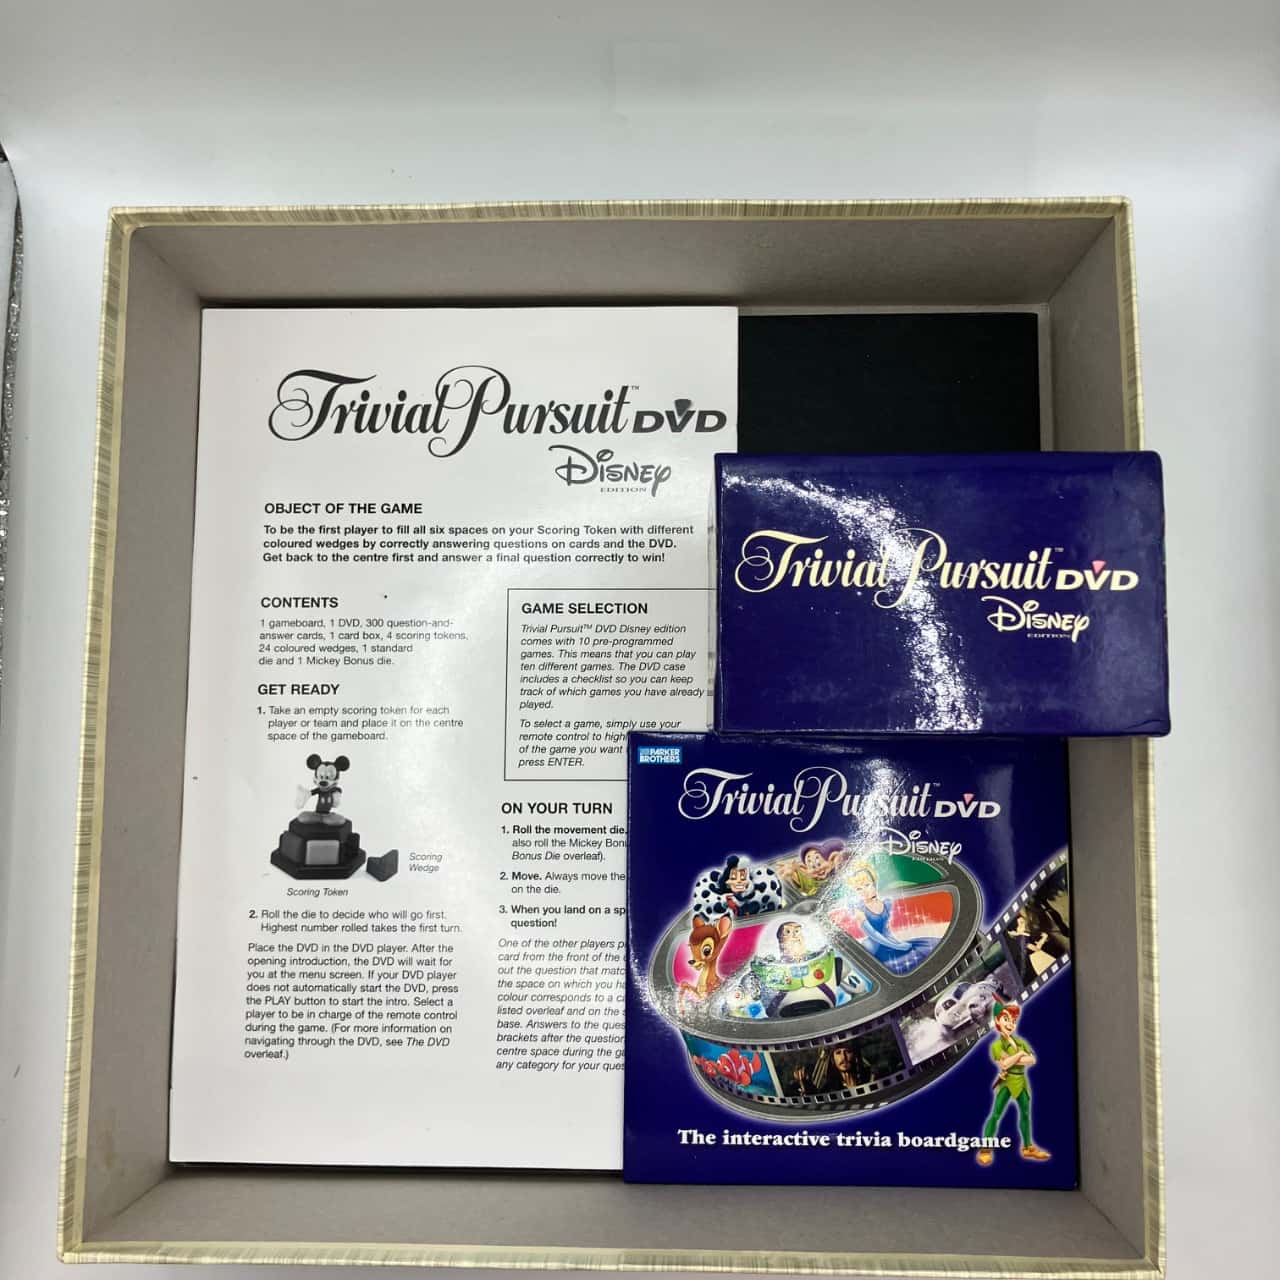 Trivial Pursuit™ DVD
Disney
EDITION
OBJECT OF THE GAME
To be the first player to fill all six spaces on your Scoring Token with different
coloured wedges by correctly answering questions on cards and the DVD.
Get back to the centre first and answer a final question correctly to win!
CONTENTS
1 gameboard, 1 DVD, 300 question-and-
answer cards, 1 card box, 4 scoring tokens,
24 coloured wedges, 1 standard
die and 1 Mickey Bonus die.
GET READY
1. Take an empty scoring token for each
player or team and place it on the centre
space of the gameboard.
Scoring
Wedge
Scoring Token
2. Roll the die to decide who will go first.
Highest number rolled takes the first turn.
Place the DVD in the DVD player. After the
opening introduction, the DVD will wait for
you at the menu screen. If your DVD player
does not automatically start the DVD, press
the PLAY button to start the intro. Select a
player to be in charge of the remote control
during the game. (For more information on
navigating through the DVD, see The DVD
overleaf.)
GAME SELECTION
Trivial Pursuit™ DVD Disney edition
comes with 10 pre-programmed
games. This means that you can play
ten different games. The DVD case
includes a checklist so you can keep
track of which games you have already
played.
To select a game, simply use your
remote control to
of the game you want
press ENTER.
ON YOUR TURN
1. Roll the movement die.
also roll the Mickey
Bonus Die overleaf).
2. Move. Always move the
on the die.
3. When you land on a
question!
One of the other players
card from the front of the
out the question that
the space on which you
colour corresponds to a
listed overleaf and on the
base. Answers to the
brackets after the question
centre space during the
any category for your
Trivial Pursuit™ DVD
Disney
EDITION
PARKER
BROTHERS
Trivial Pursuit™ DVD
Disney
EDITION
The interactive trivia boardgame